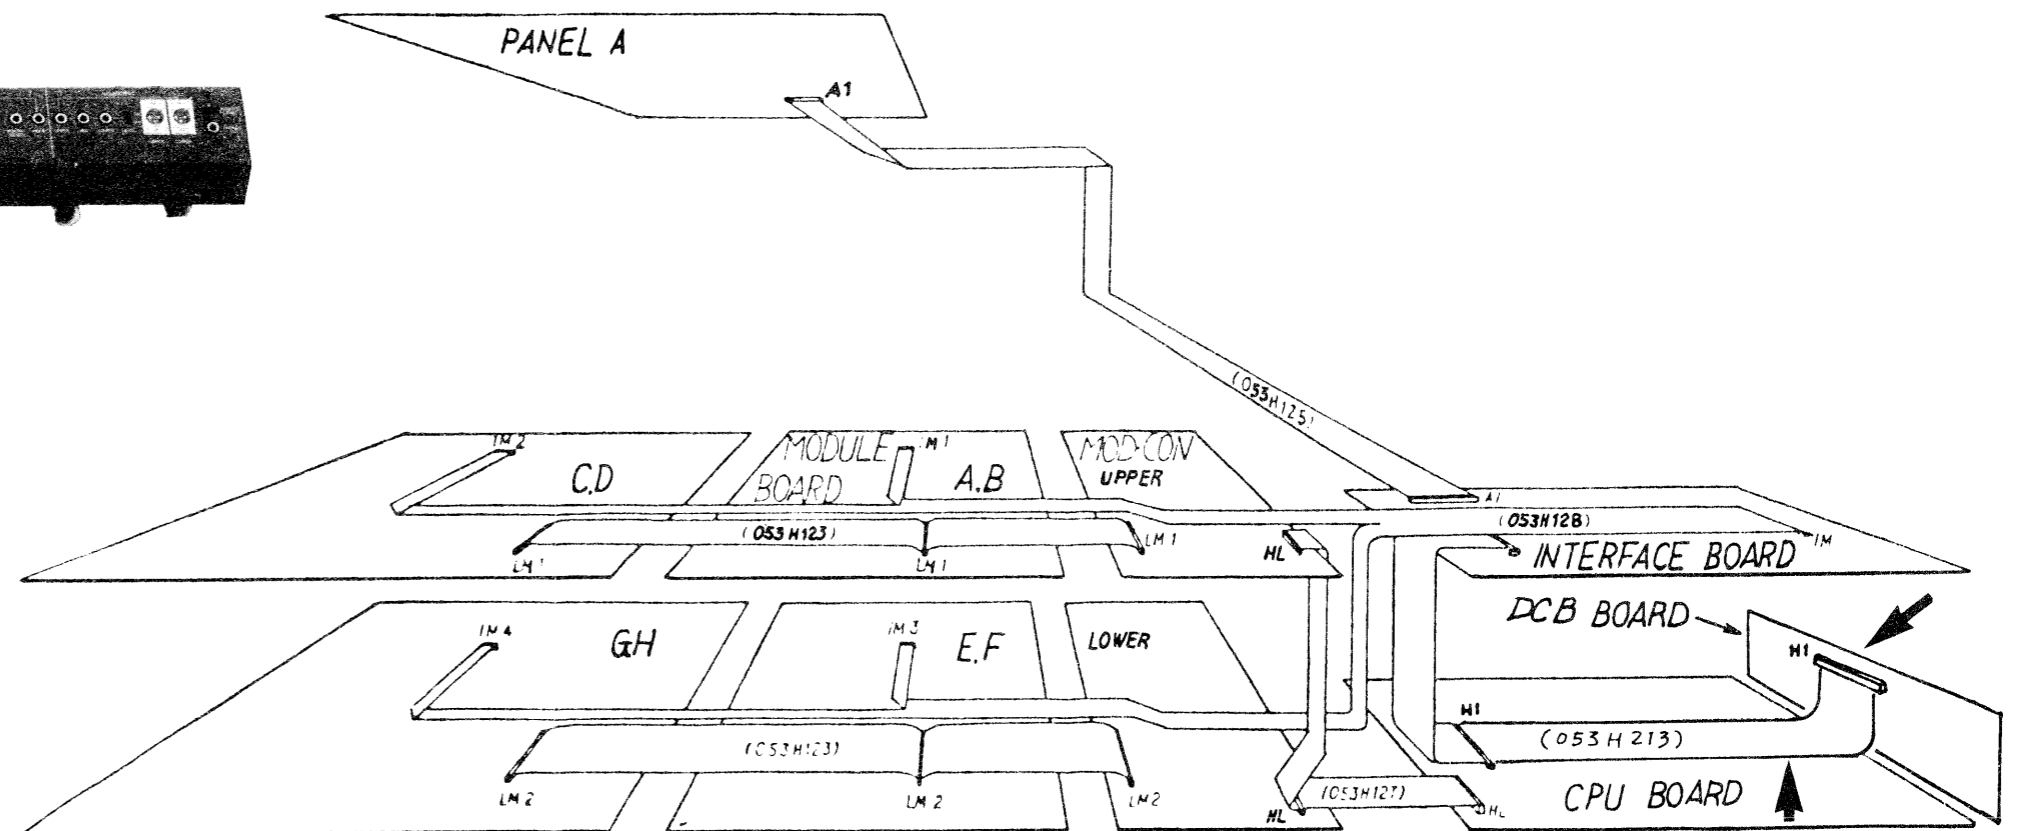 PANEL A
A1
(053H125)
IM2
C.D
MODULE
BOARD
IM1
A.B
MOD-CON
UPPER
A1
(053H128)
IM
(053H123)
LM1
LM1
LM1
HL
INTERFACE BOARD
DCB BOARD
IM4
GH
IM3
E.F
LOWER
H1
H1
(053H213)
(053H123)
LM2
LM2
LM2
HL
(053H127)
HL
CPU BOARD